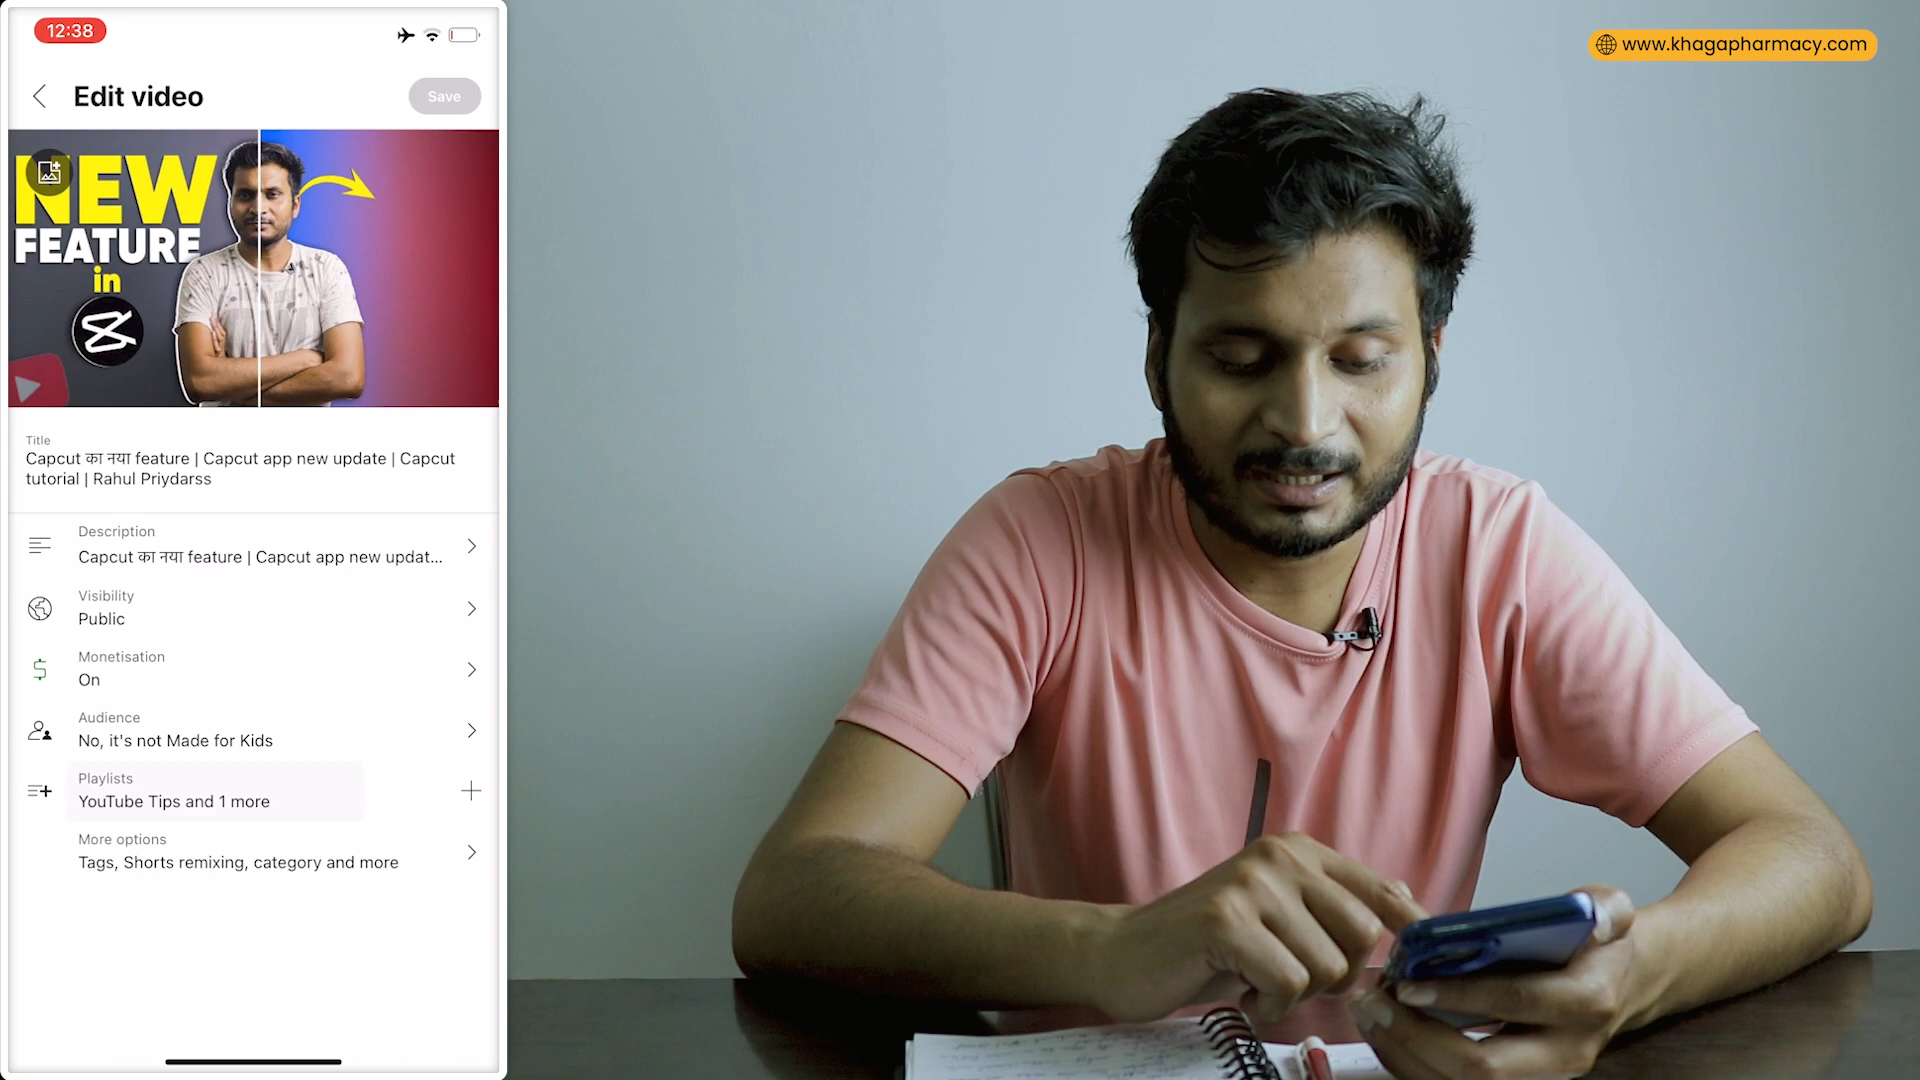 12:38
www.khagapharmacy.com
Edit video
Save
NEW
FEATURE
in
Title
Capcut का नया feature | Capcut app new update | Capcut
tutorial | Rahul Priydarss
Description
Capcut का नया feature | Capcut app new updat...
Visibility
Public
Monetisation
On
Audience
No, it's not Made for Kids
Playlists
YouTube Tips and 1 more
More options
Tags, Shorts remixing, category and more